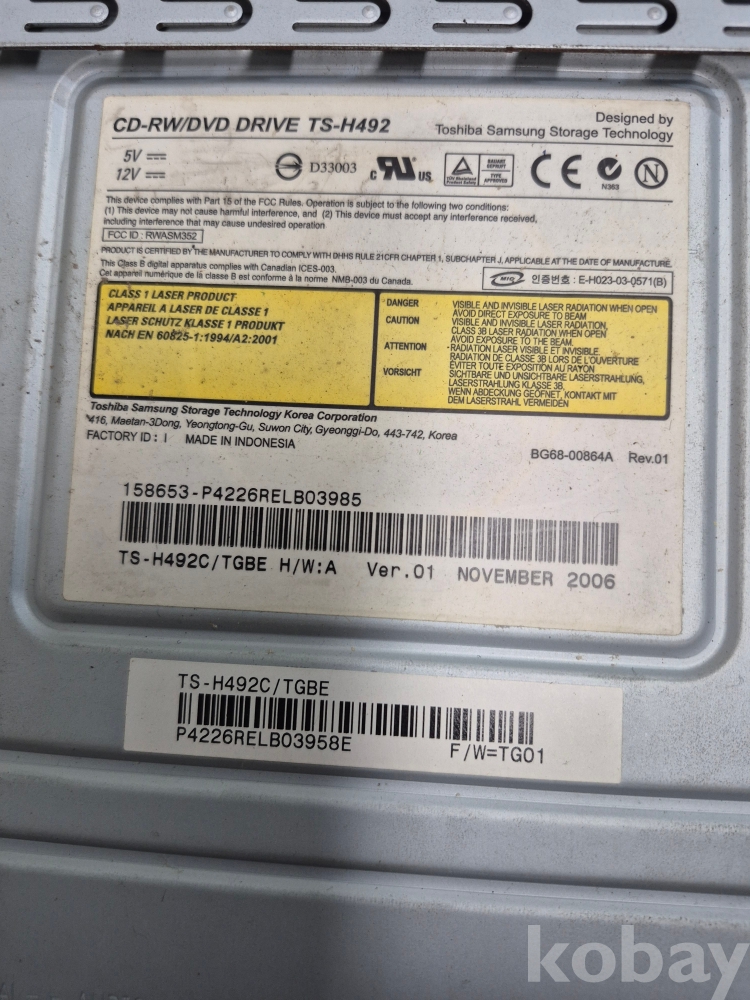 CD-RW/DVD DRIVE TS-H492
Designed by
Toshiba Samsung Storage Technology
5V
12V
D33003
c RU US
TÜV Rheinland
Product Safety
BAUART
GEPRÜFT
TYPE
APPROVED
CE
N363
N
This device complies with Part 15 of the FCC Rules. Operation is subject to the following two conditions:
(1) This device may not cause harmful interference, and (2) This device must accept any interference received,
including interference that may cause undesired operation
FCC ID : RWASM352
PRODUCT IS CERTIFIED BY THE MANUFACTURER TO COMPLY WITH DHHS RULE 21CFR CHAPTER 1, SUBCHAPTER J, APPLICABLE AT THE DATE OF MANUFACTURE.
This Class B digital apparatus complies with Canadian ICES-003.
Cet appareil numérique de la classe B est conforme à la norme NMB-003 du Canada.
인증번호 : E-H023-03-0571(B)
CLASS 1 LASER PRODUCT
APPAREIL A LASER DE CLASSE 1
LASER SCHUTZ KLASSE 1 PRODUKT
NACH EN 60825-1:1994/A2:2001
DANGER VISIBLE AND INVISIBLE LASER RADIATION WHEN OPEN
AVOID DIRECT EXPOSURE TO BEAM
CAUTION VISIBLE AND INVISIBLE LASER RADIATION,
CLASS 3B LASER RADIATION WHEN OPEN
AVOID EXPOSURE TO THE BEAM.
ATTENTION - RADIATION LASER VISIBLE ET INVISIBLE.
RADIATION DE CLASSE 3B LORS DE L'OUVERTURE
EVITER TOUTE EXPOSITION AU RAYON
VORSICHT SICHTBARE UND UNSICHTBARE LASERSTRAHLUNG,
LASERSTRAHLUNG KLASSE 3B,
WENN ABDECKUNG GEÖFFNET, KONTAKT MIT
DEM LASERSTRAHL VERMEIDEN
Toshiba Samsung Storage Technology Korea Corporation
416, Maetan-3Dong, Yeongtong-Gu, Suwon City, Gyeonggi-Do, 443-742, Korea
FACTORY ID : I MADE IN INDONESIA
BG68-00864A Rev.01
158653-P4226RELB03985
TS-H492C/TGBE H/W:A Ver.01 NOVEMBER 2006
TS-H492C/TGBE
P4226RELB03958E F/W=TG01
kobay